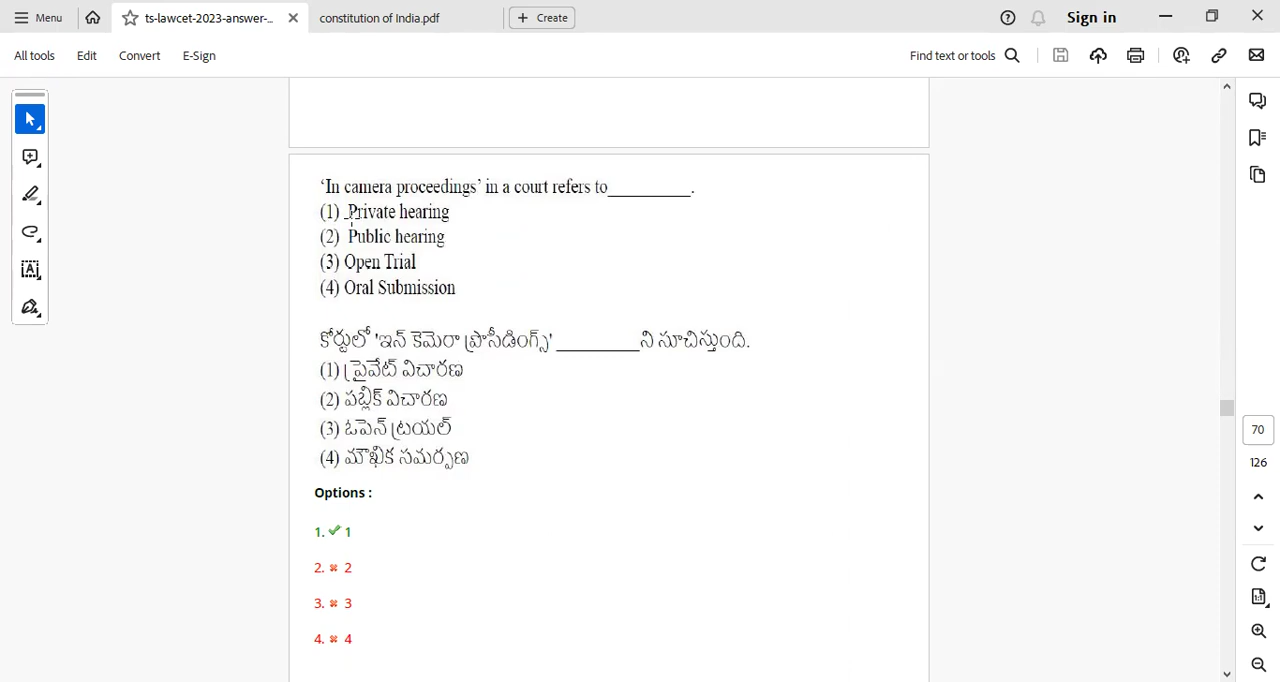 Menu
ts-lawcet-2023-answer-...
constitution of India.pdf
Create
Sign in
All tools
Edit
Convert
E-Sign
Find text or tools
'In camera proceedings' in a court refers to_________.
(1) Private hearing
(2) Public hearing
(3) Open Trial
(4) Oral Submission
కోర్టులో 'ఇన్ కెమెరా ప్రొసీడింగ్స్' _________ని సూచిస్తుంది.
(1) ప్రైవేట్ విచారణ
(2) పబ్లిక్ విచారణ
(3) ఓపెన్ ట్రయల్
(4) మౌఖిక సమర్పణ
Options :
1. 1
2. 2
3. 3
4. 4
70
126